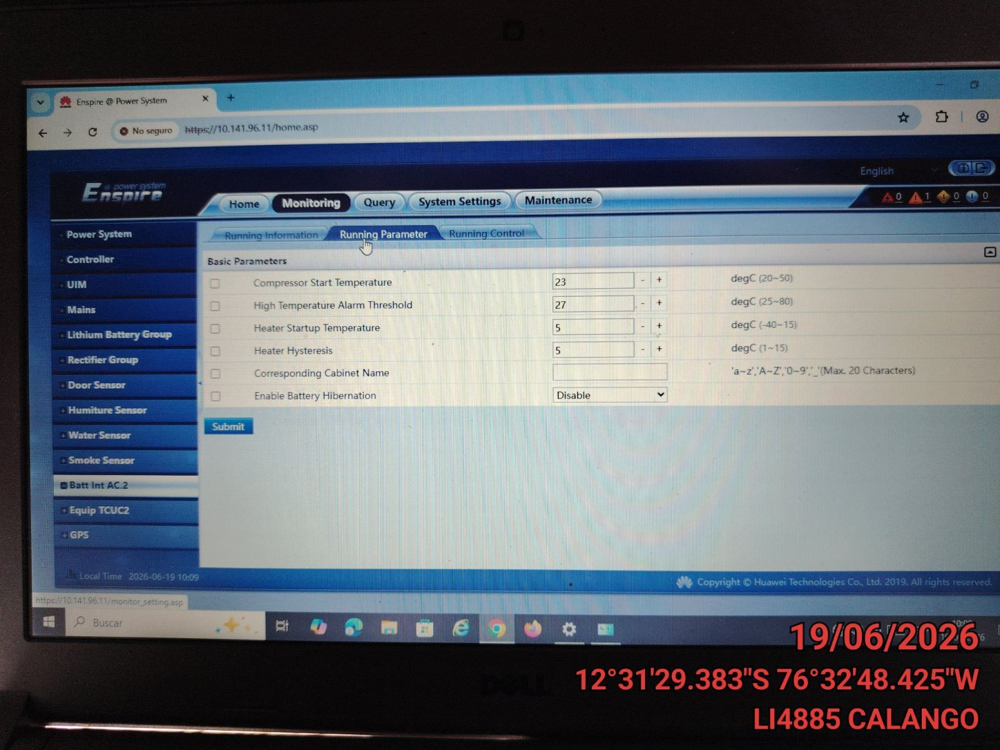 Enspire @ Power System
No seguro https://10.141.96.11/home.asp
English
@ power system
Enspire
Home Monitoring Query System Settings Maintenance
0 1 0 0
Running Information Running Parameter Running Control
Power System
Controller
UIM
Mains
Lithium Battery Group
Rectifier Group
Door Sensor
Humiture Sensor
Water Sensor
Smoke Sensor
Batt Int AC.2
Equip TCUC2
GPS
Basic Parameters
Compressor Start Temperature 23 - + degC (20~50)
High Temperature Alarm Threshold 27 - + degC (25~80)
Heater Startup Temperature 5 - + degC (-40~15)
Heater Hysteresis 5 - + degC (1~15)
Corresponding Cabinet Name 'a~z','A~Z','0~9','_'(Max. 20 Characters)
Enable Battery Hibernation Disable
Submit
Local Time 2026-06-19 10:09
Copyright © Huawei Technologies Co., Ltd. 2019. All rights reserved.
https://10.141.96.11/monitor_setting.asp
Buscar
DELL
19/06/2026
12°31'29.383"S 76°32'48.425"W
LI4885 CALANGO